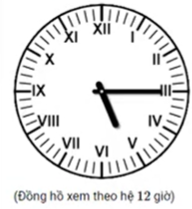 XII
XI I
X II
IX III
VIII IV
VII V
VI
(Đồng hồ xem theo hệ 12 giờ)